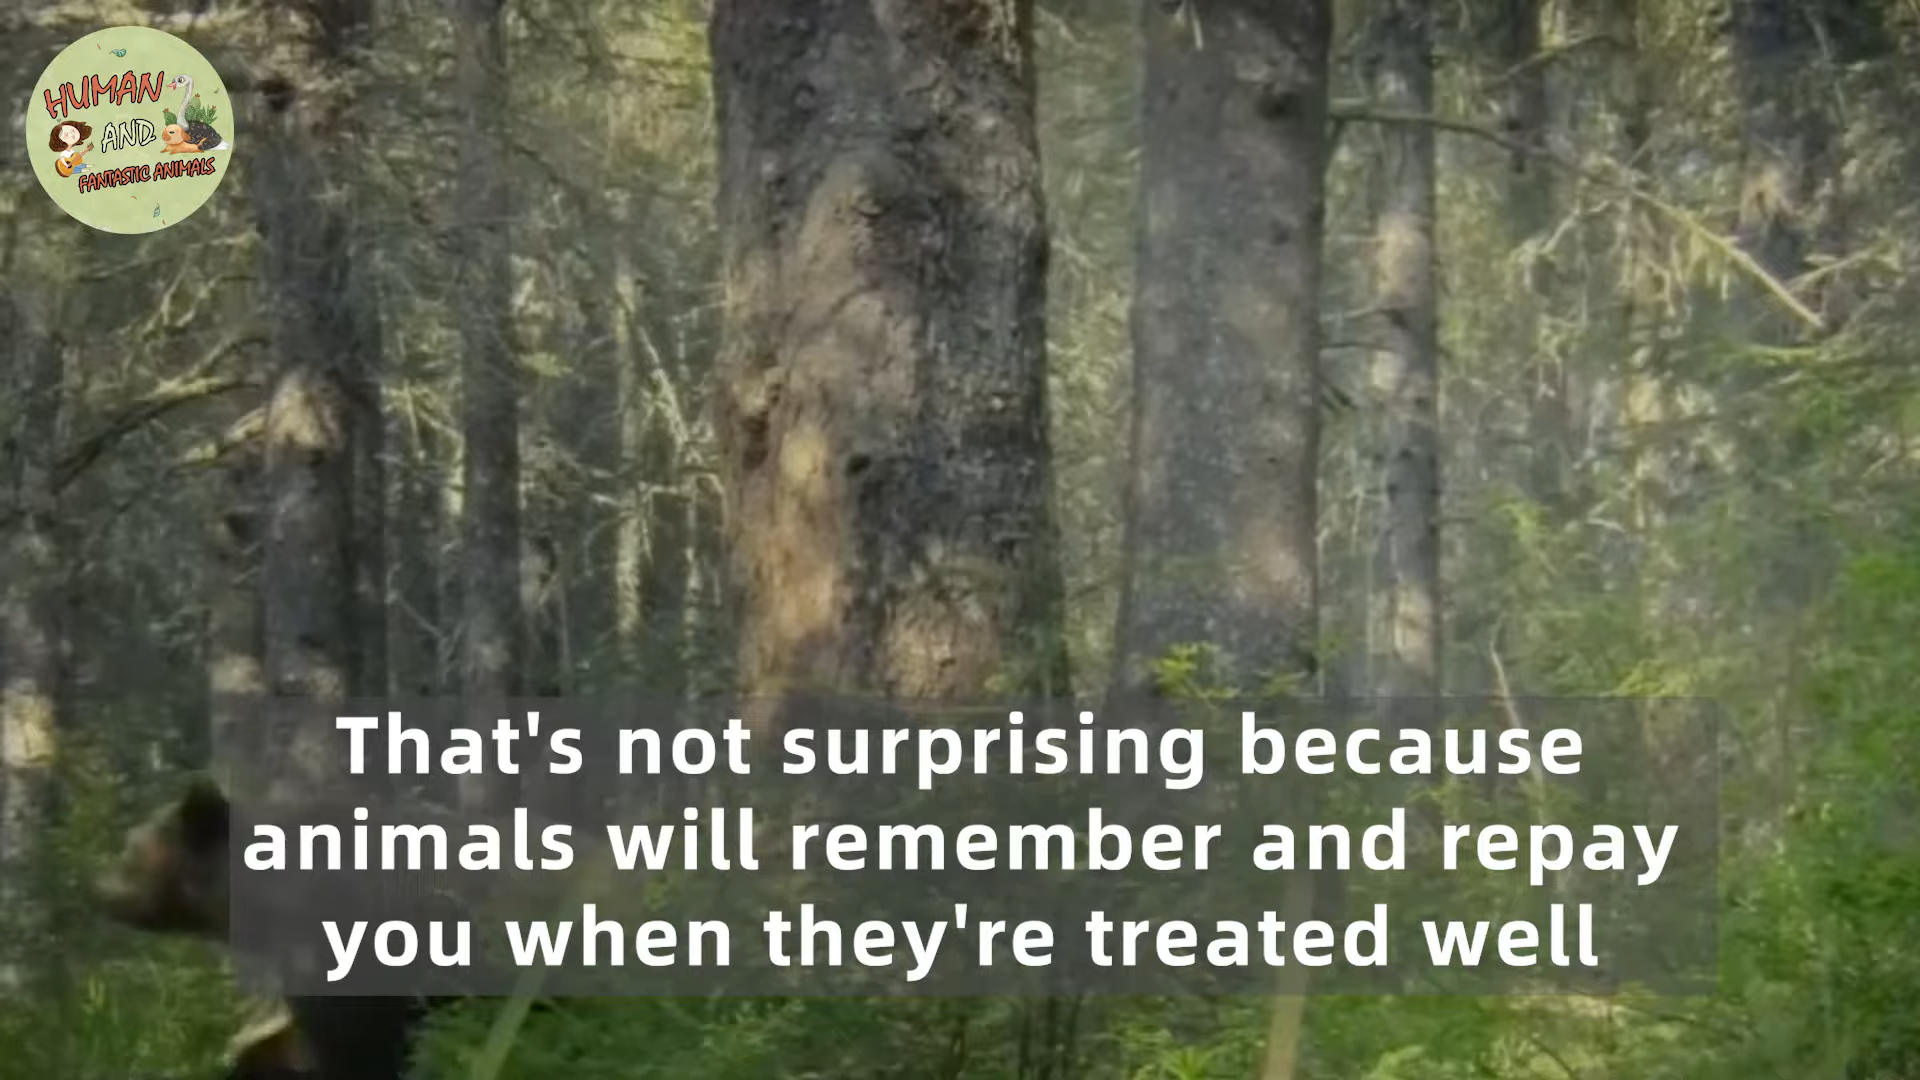 HUMAN
AND
FANTASTIC ANIMALS
That's not surprising because
animals will remember and repay
you when they're treated well